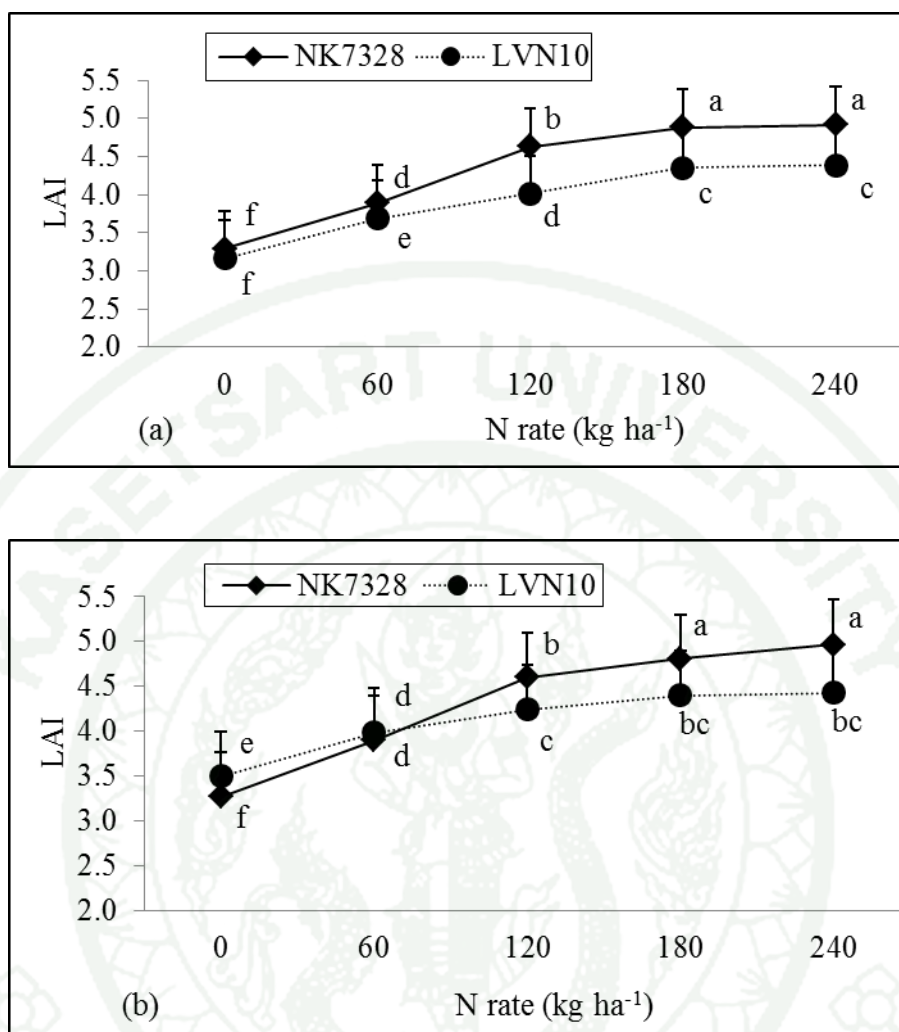 NK7328 LVN10
5.5
5.0
4.5
4.0
3.5
3.0
2.5
2.0
LAI
f d b a a
f e d c c
0 60 120 180 240
(a) N rate (kg ha⁻¹)
KASETSART UNIVERSITY
NK7328 LVN10
5.5
5.0
4.5
4.0
3.5
3.0
2.5
2.0
LAI
e d b a a
f d c bc bc
0 60 120 180 240
(b) N rate (kg ha⁻¹)